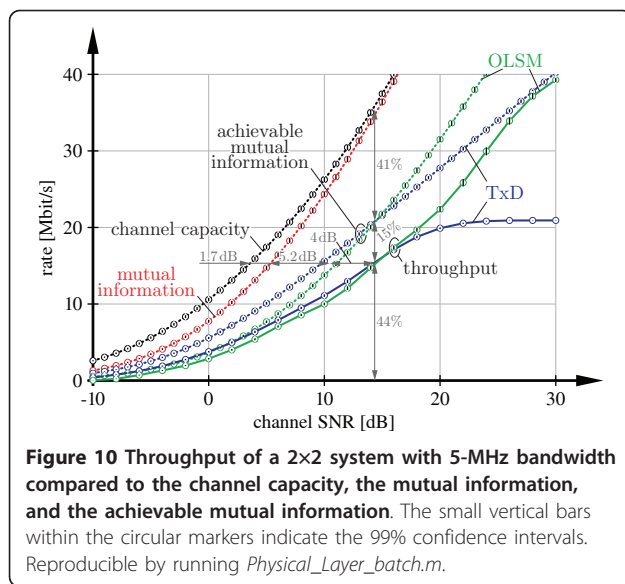 40
30
20
10
0
-10
0
10
20
30
rate [Mbit/s]
channel SNR [dB]
OLSM
achievable
mutual
information
41%
TxD
channel capacity
15%
4dB
1.7dB
5.2dB
throughput
mutual
information
44%
Figure 10 Throughput of a 2×2 system with 5-MHz bandwidth
compared to the channel capacity, the mutual information,
and the achievable mutual information. The small vertical bars
within the circular markers indicate the 99% confidence intervals.
Reproducible by running Physical_Layer_batch.m.